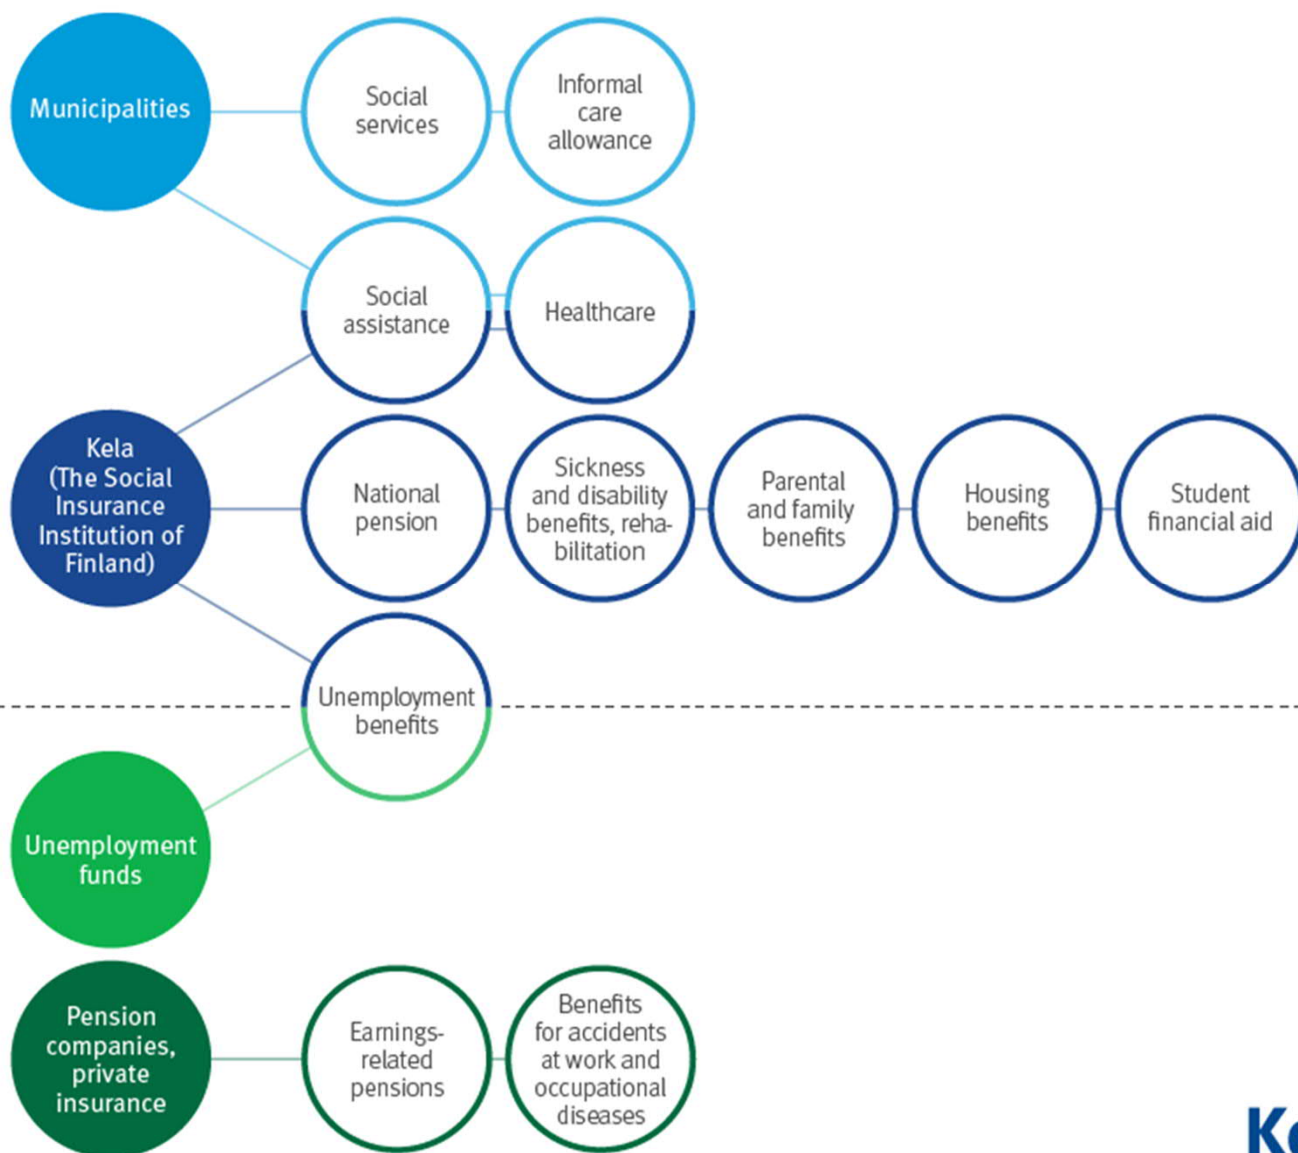 Municipalities
Social
services
Informal
care
allowance
Social
assistance
Healthcare
Kela
(The Social
Insurance
Institution of
Finland)
National
pension
Sickness
and disability
benefits, reha-
bilitation
Parental
and family
benefits
Housing
benefits
Student
financial aid
Unemployment
benefits
Unemployment
funds
Pension
companies,
private
insurance
Earnings-
related
pensions
Benefits
for accidents
at work and
occupational
diseases